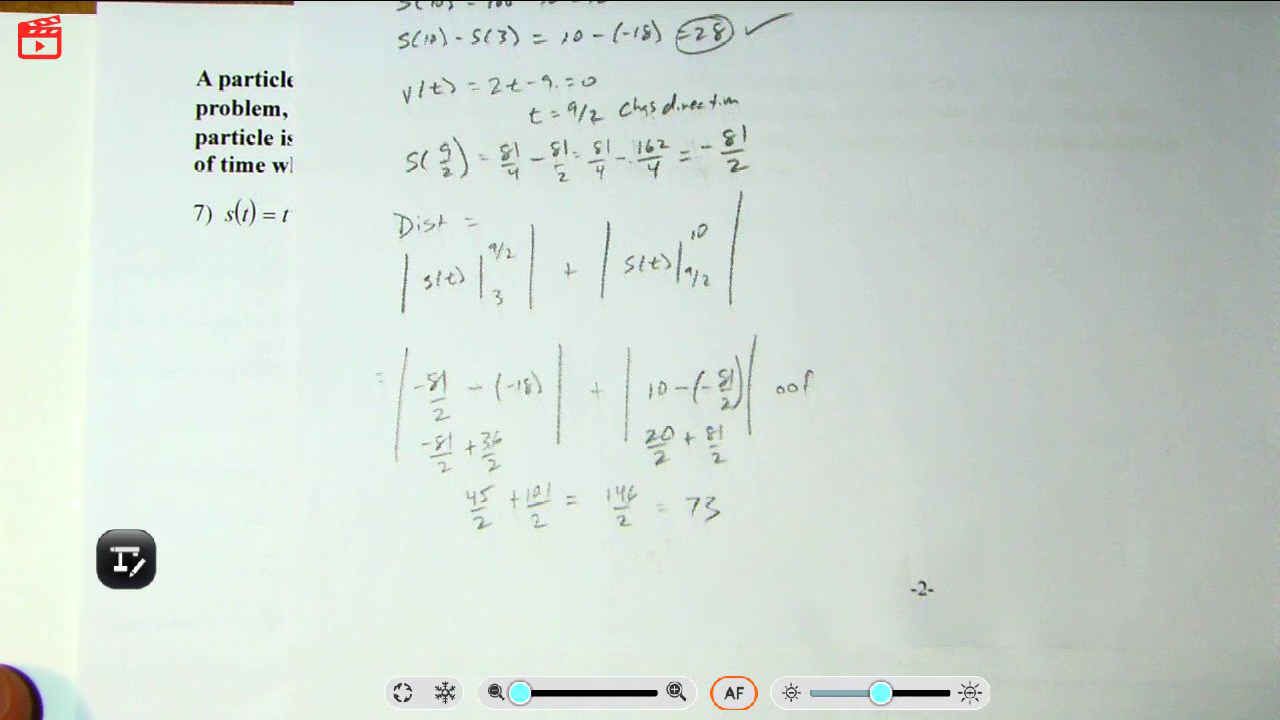 S(10) - S(3) = 10 - (-18) = 28 ✓
A particle
problem,
particle is
of time w
7) s(t) = t
v(t) = 2t - 9 = 0
t = 9/2 chgs direction
S(9/2) = 81/4 - 81/2 = 81/4 - 162/4 = - 81/2
Dist =
| s(t) |₃^9/2 | + | s(t) |_9/2^10 |
= | -81/2 - (-18) | + | 10 - (-81/2) | oof
-81/2 + 36/2 20/2 + 81/2
45/2 + 101/2 = 146/2 = 73
-2-
AF